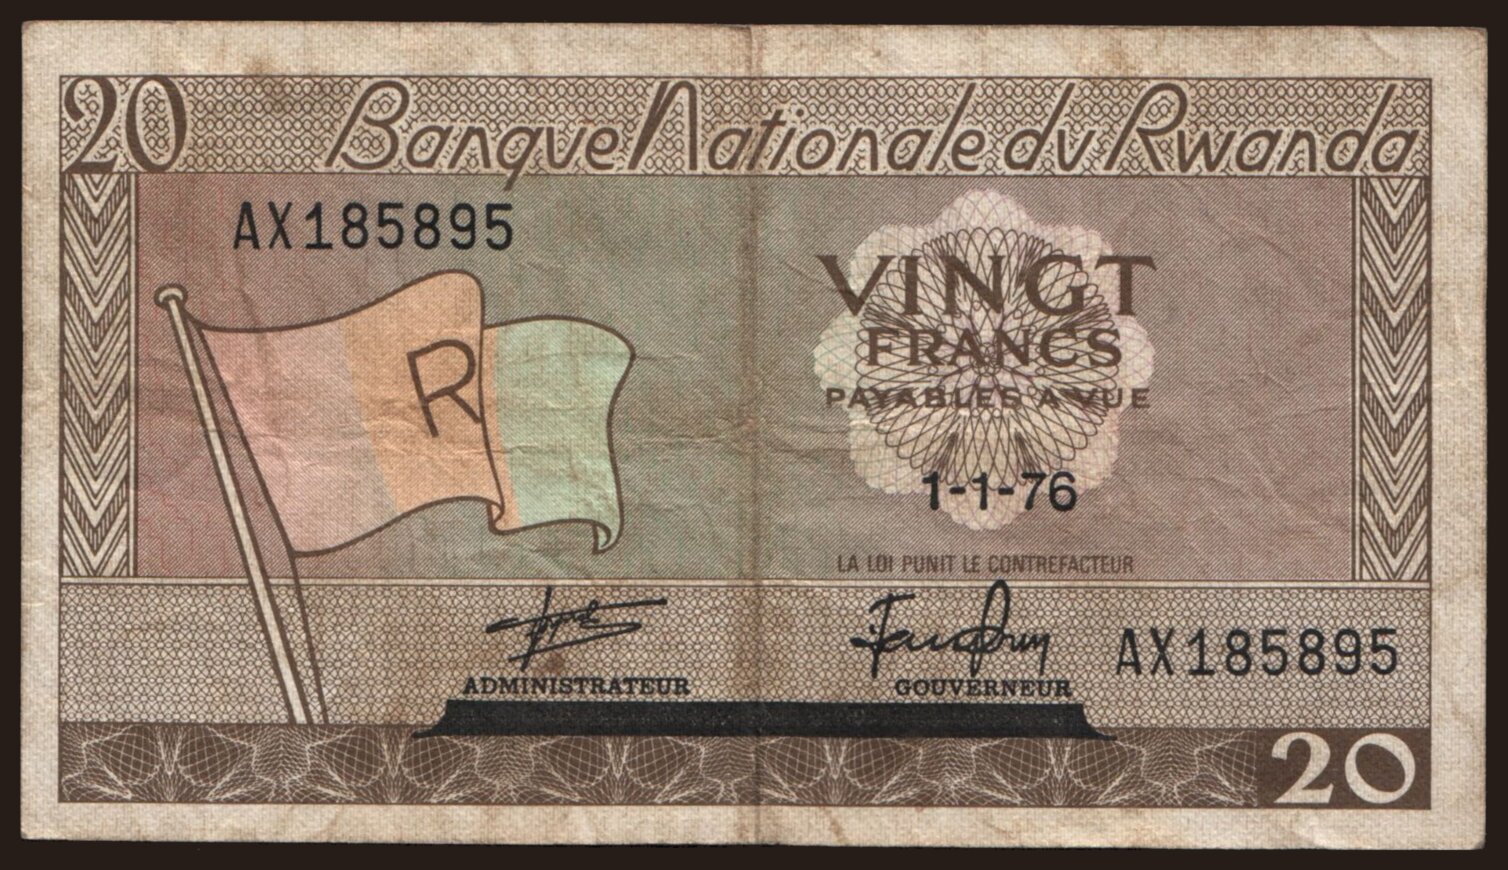 20 Banque Nationale du Rwanda
AX185895
R
VINGT
FRANCS
PAYABLES A VUE
1-1-76
LA LOI PUNIT LE CONTREFACTEUR
ADMINISTRATEUR
GOUVERNEUR
AX185895
20